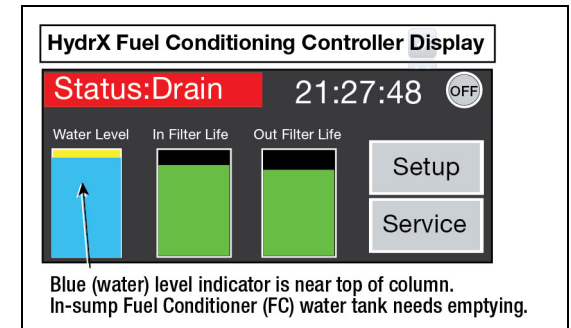 HydrX Fuel Conditioning Controller Display
Status:Drain 21:27:48 OFF
Water Level In Filter Life Out Filter Life
Setup
Service
Blue (water) level indicator is near top of column.
In-sump Fuel Conditioner (FC) water tank needs emptying.